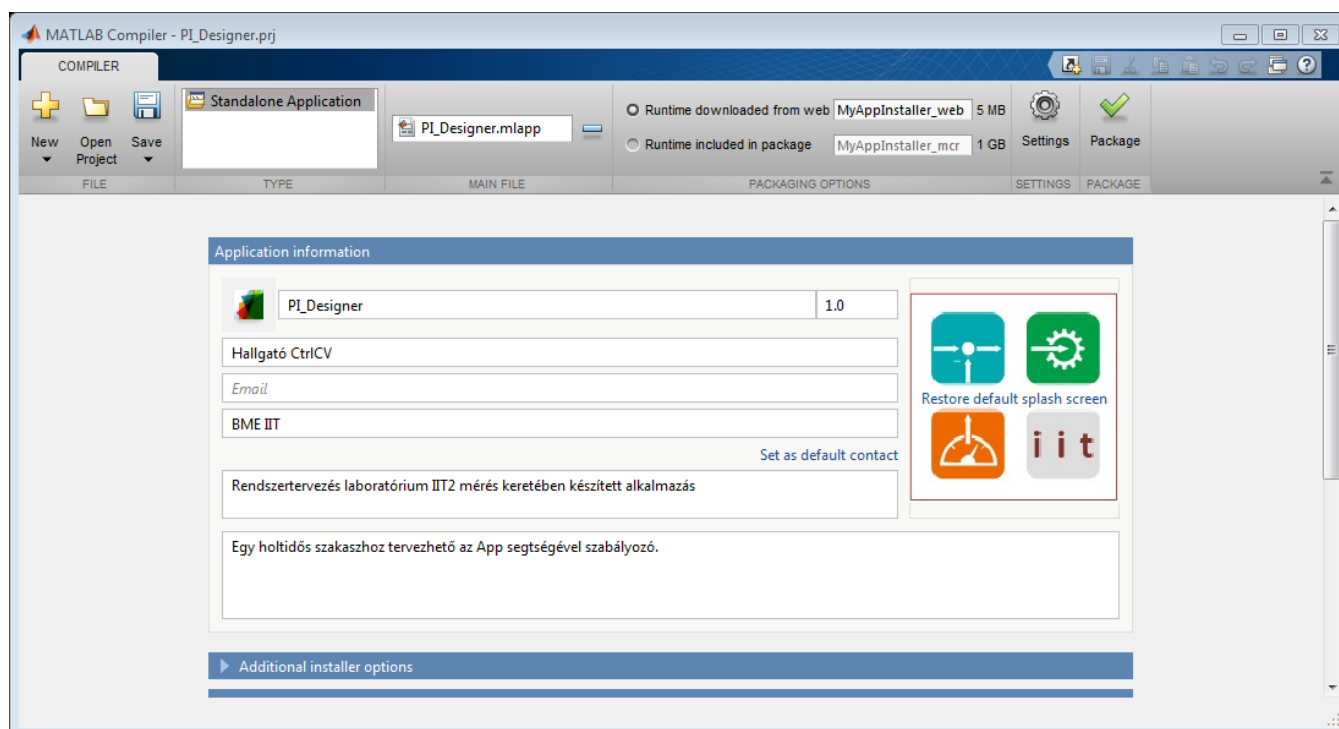 MATLAB Compiler - PI_Designer.prj
COMPILER
New
Open Project
Save
FILE
Standalone Application
TYPE
PI_Designer.mlapp
MAIN FILE
Runtime downloaded from web MyAppInstaller_web 5 MB
Runtime included in package MyAppInstaller_mcr 1 GB
PACKAGING OPTIONS
Settings
SETTINGS
Package
PACKAGE
Application information
PI_Designer 1.0
Hallgató CtrlCV
Email
BME IIT
Set as default contact
Rendszertervezés laboratórium IIT2 mérés keretében készített alkalmazás
Restore default splash screen
i i t
Egy holtidős szakaszhoz tervezhető az App segtségével szabályozó.
Additional installer options